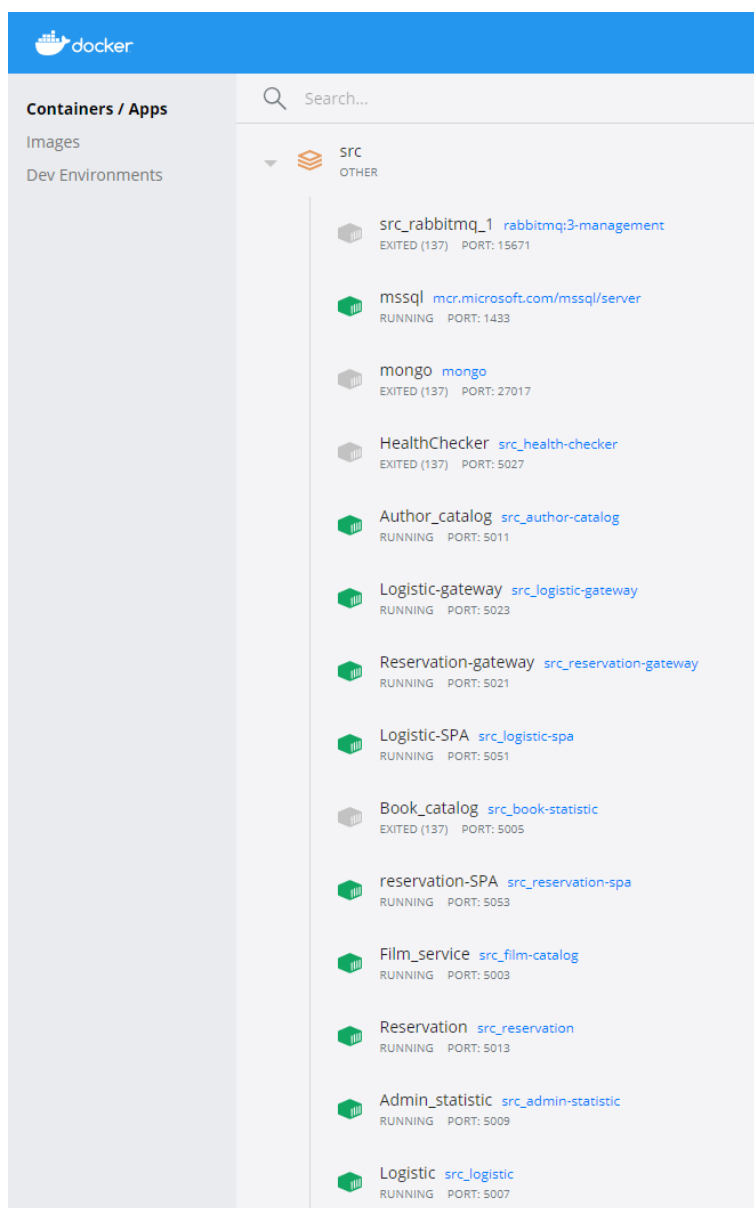 docker
Containers / Apps
Images
Dev Environments
Search...
src
OTHER
src_rabbitmq_1 rabbitmq:3-management
EXITED (137) PORT: 15671
mssql mcr.microsoft.com/mssql/server
RUNNING PORT: 1433
mongo mongo
EXITED (137) PORT: 27017
HealthChecker src_health-checker
EXITED (137) PORT: 5027
Author_catalog src_author-catalog
RUNNING PORT: 5011
Logistic-gateway src_logistic-gateway
RUNNING PORT: 5023
Reservation-gateway src_reservation-gateway
RUNNING PORT: 5021
Logistic-SPA src_logistic-spa
RUNNING PORT: 5051
Book_catalog src_book-statistic
EXITED (137) PORT: 5005
reservation-SPA src_reservation-spa
RUNNING PORT: 5053
Film_service src_film-catalog
RUNNING PORT: 5003
Reservation src_reservation
RUNNING PORT: 5013
Admin_statistic src_admin-statistic
RUNNING PORT: 5009
Logistic src_logistic
RUNNING PORT: 5007